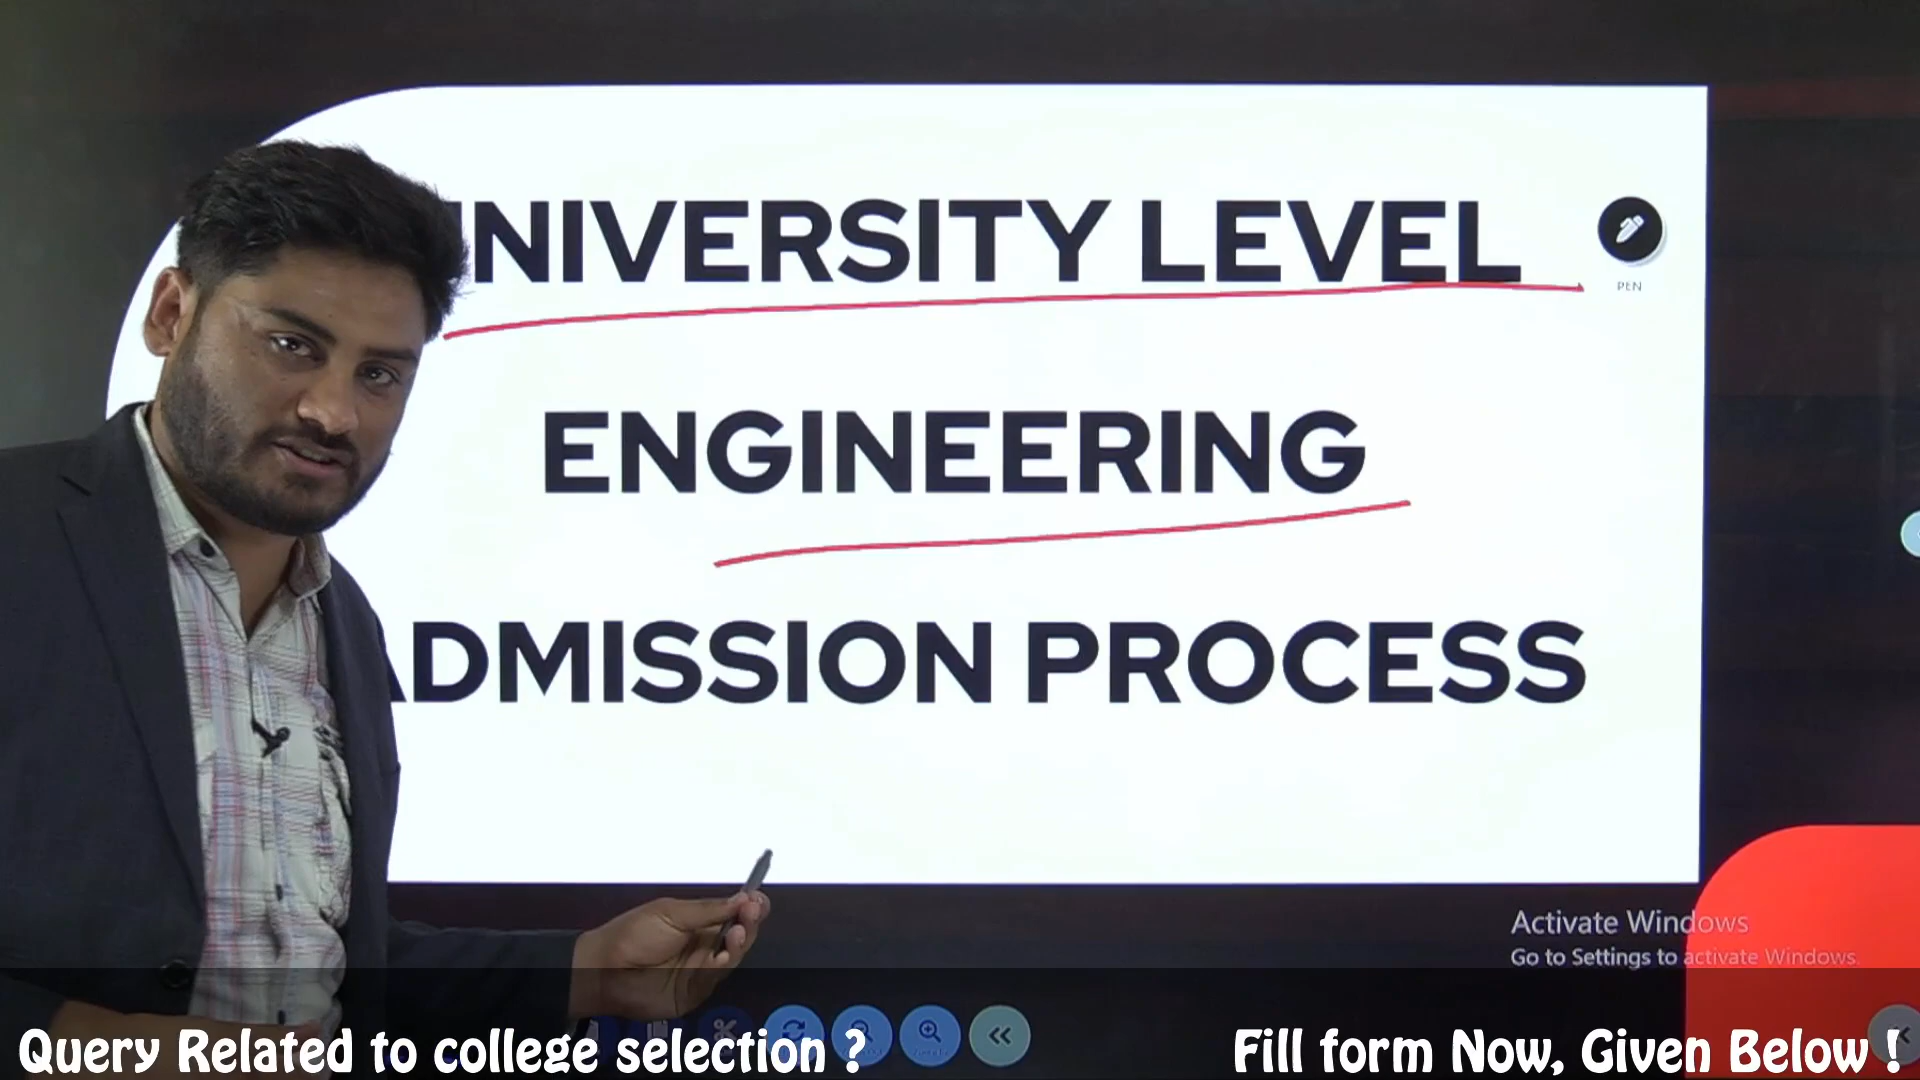 NIVERSITY LEVEL
PEN
ENGINEERING
ADMISSION PROCESS
Activate Windows
Go to Settings to activate Windows.
Query Related to college selection ?
Fill form Now, Given Below !